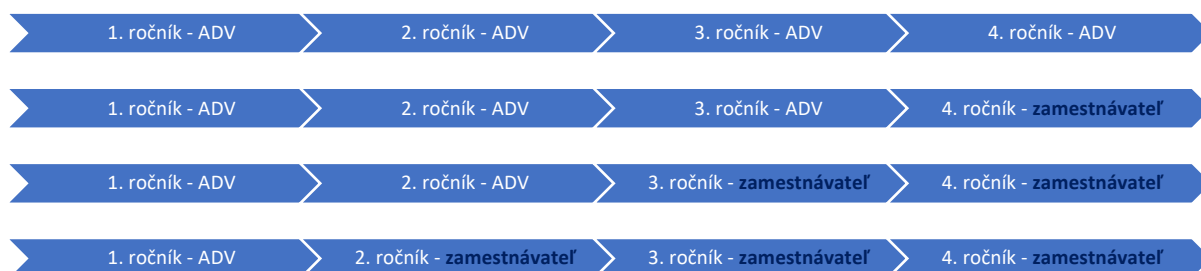 1. ročník - ADV 2. ročník - ADV 3. ročník - ADV 4. ročník - ADV
1. ročník - ADV 2. ročník - ADV 3. ročník - ADV 4. ročník - zamestnávateľ
1. ročník - ADV 2. ročník - ADV 3. ročník - zamestnávateľ 4. ročník - zamestnávateľ
1. ročník - ADV 2. ročník - zamestnávateľ 3. ročník - zamestnávateľ 4. ročník - zamestnávateľ